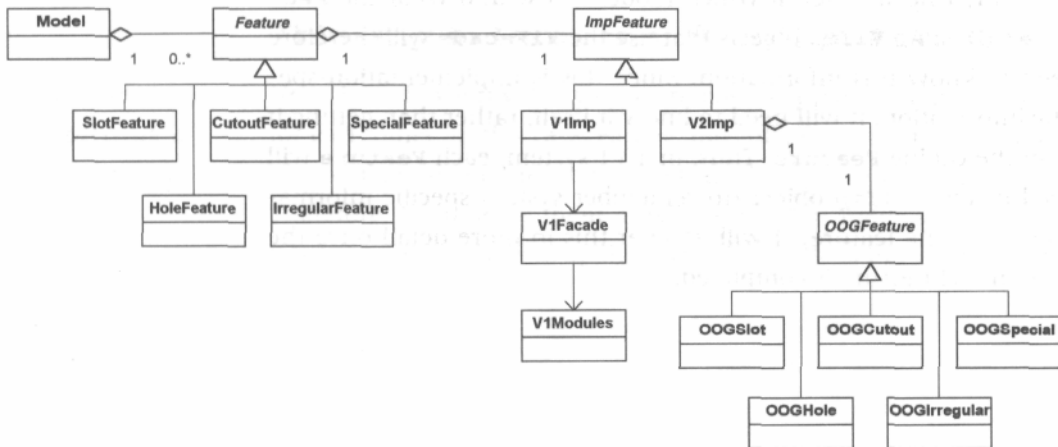 Model
Feature
ImpFeature
1
0..*
1
1
SlotFeature
CutoutFeature
SpecialFeature
V1Imp
V2Imp
1
HoleFeature
IrregularFeature
V1Facade
1
OOGFeature
V1Modules
OOGSlot
OOGCutout
OOGSpecial
OOGHole
OOGIrregular